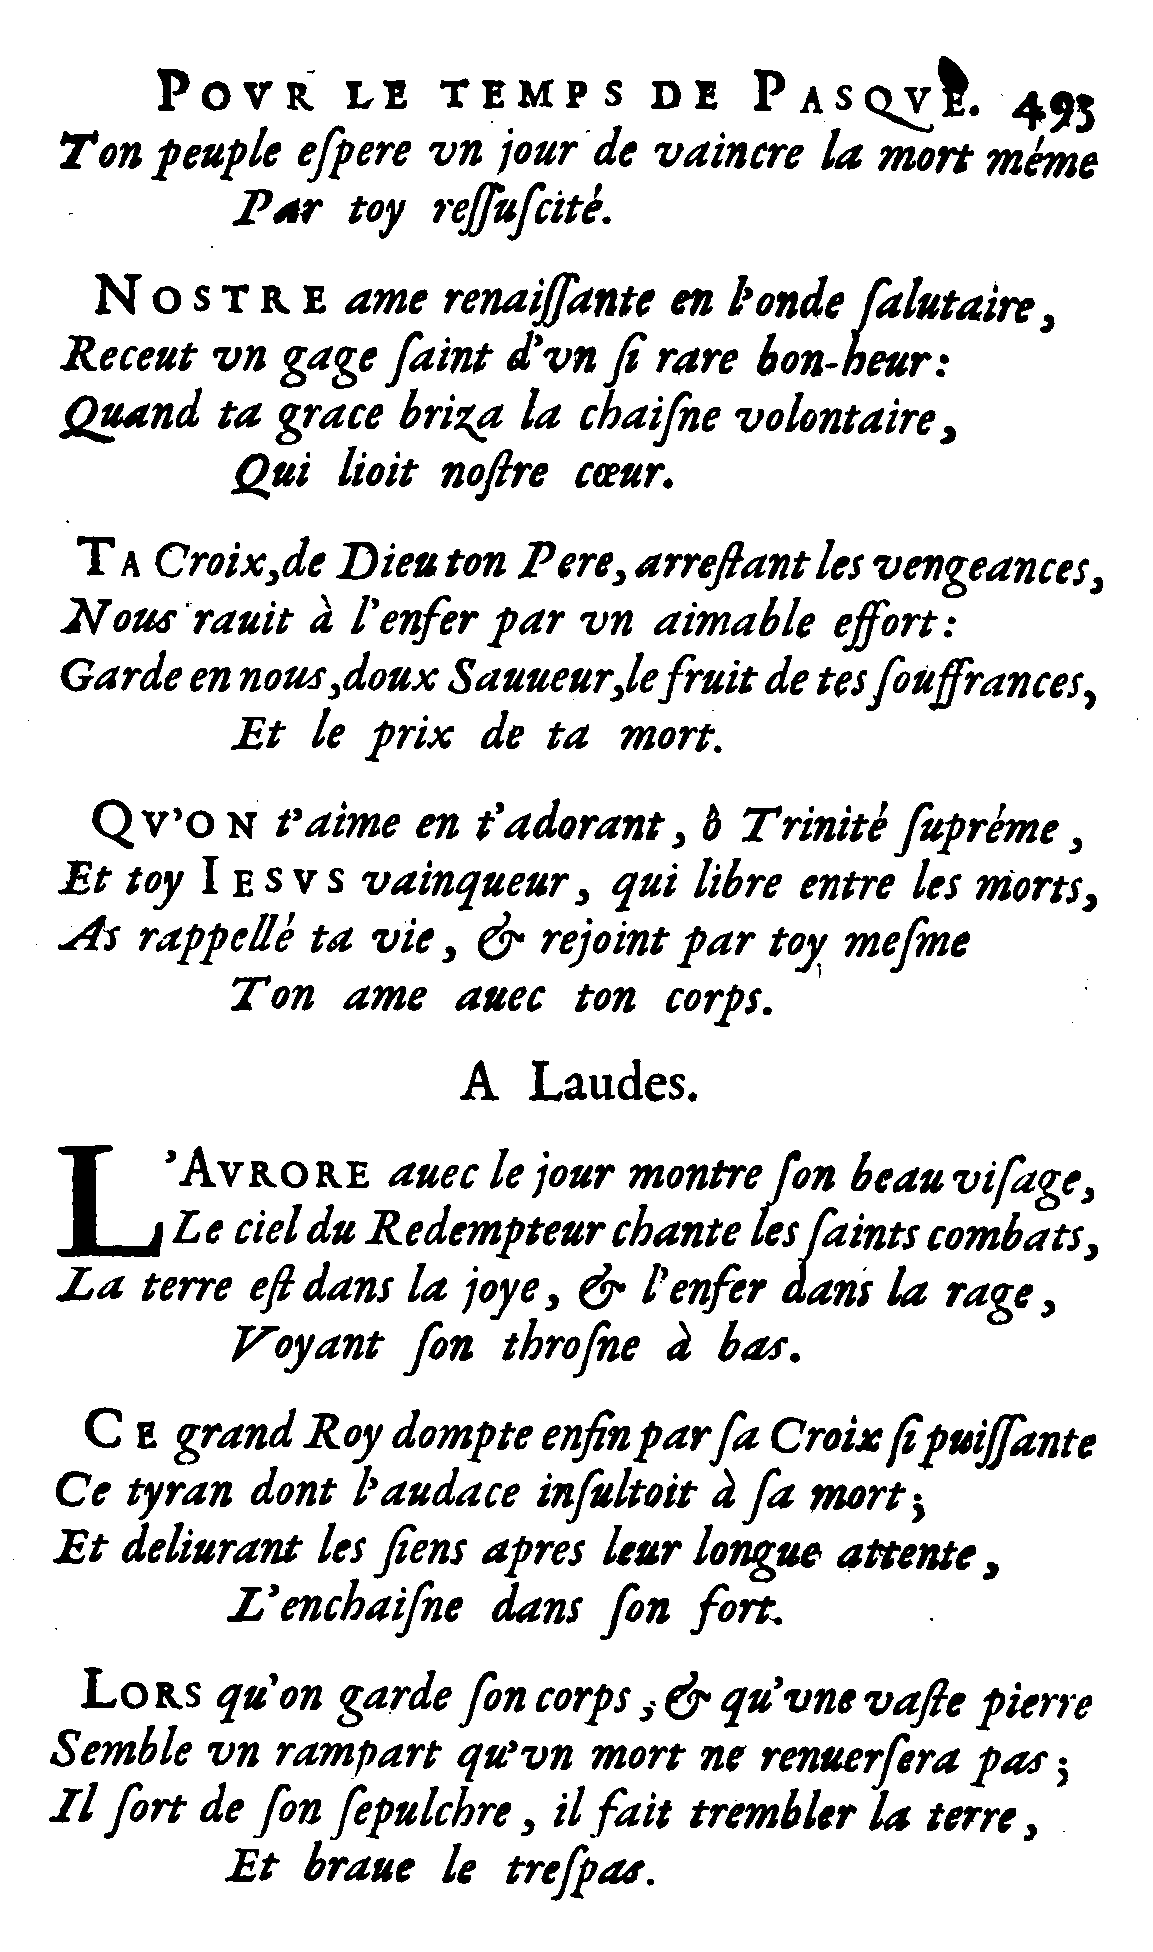 POVR LE TEMPS DE PASQVE. 493
Ton peuple eſpere vn jour de vaincre la mort méme
Par toy reſſuſcité.
NOSTRE ame renaiſſante en l'onde ſalutaire,
Receut vn gage ſaint d'vn ſi rare bon-heur:
Quand ta grace briza la chaiſne volontaire,
Qui lioit noſtre cœur.
TA Croix, de Dieu ton Pere, arreſtant les vengeances,
Nous rauit à l'enfer par vn aimable effort:
Garde en nous, doux Sauueur, le fruit de tes ſouffrances,
Et le prix de ta mort.
QV'ON t'aime en t'adorant, ô Trinité ſupréme,
Et toy IESVS vainqueur, qui libre entre les morts,
As rappellé ta vie, & rejoint par toy meſme
Ton ame auec ton corps.
A Laudes.
L'AVRORE auec le jour montre ſon beau viſage,
Le ciel du Redempteur chante les ſaints combats,
La terre eſt dans la joye, & l'enfer dans la rage,
Voyant ſon throſne à bas.
CE grand Roy dompte enfin par ſa Croix ſi puiſſante
Ce tyran dont l'audace inſultoit à ſa mort;
Et deliurant les ſiens apres leur longue attente,
L'enchaiſne dans ſon fort.
LORS qu'on garde ſon corps, & qu'vne vaſte pierre
Semble vn rampart qu'vn mort ne renuerſera pas;
Il ſort de ſon ſepulchre, il fait trembler la terre,
Et braue le treſpas.